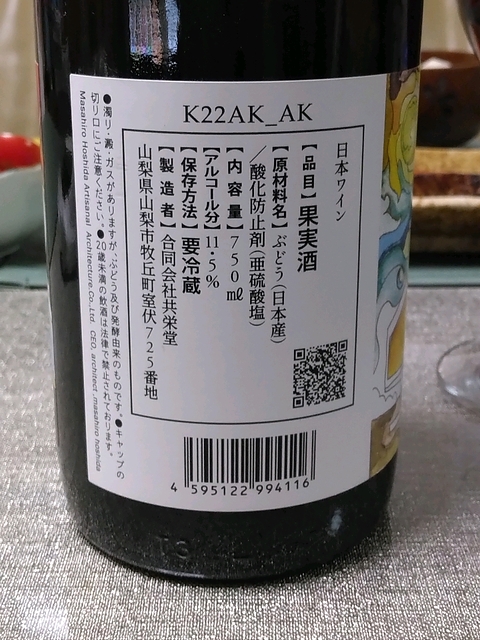 K22AK_AK
日本ワイン
【品目】果実酒
【原材料名】ぶどう(日本産)
／酸化防止剤(亜硫酸塩)
【内容量】750㎖
【アルコール分】11.5%
【保存方法】要冷蔵
【製造者】合同会社共栄堂
山梨県山梨市牧丘町室伏725番地
●濁り・澱・ガスがありますが、ぶどう及び発酵由来のものです。●キャップの
切り口にご注意ください。●20歳未満の飲酒は法律で禁止されております。
Masahiro Hoshida Artisanal Architecture.Co.,Ltd. CEO, architect ,masahiro hoshida
4 595122 994116